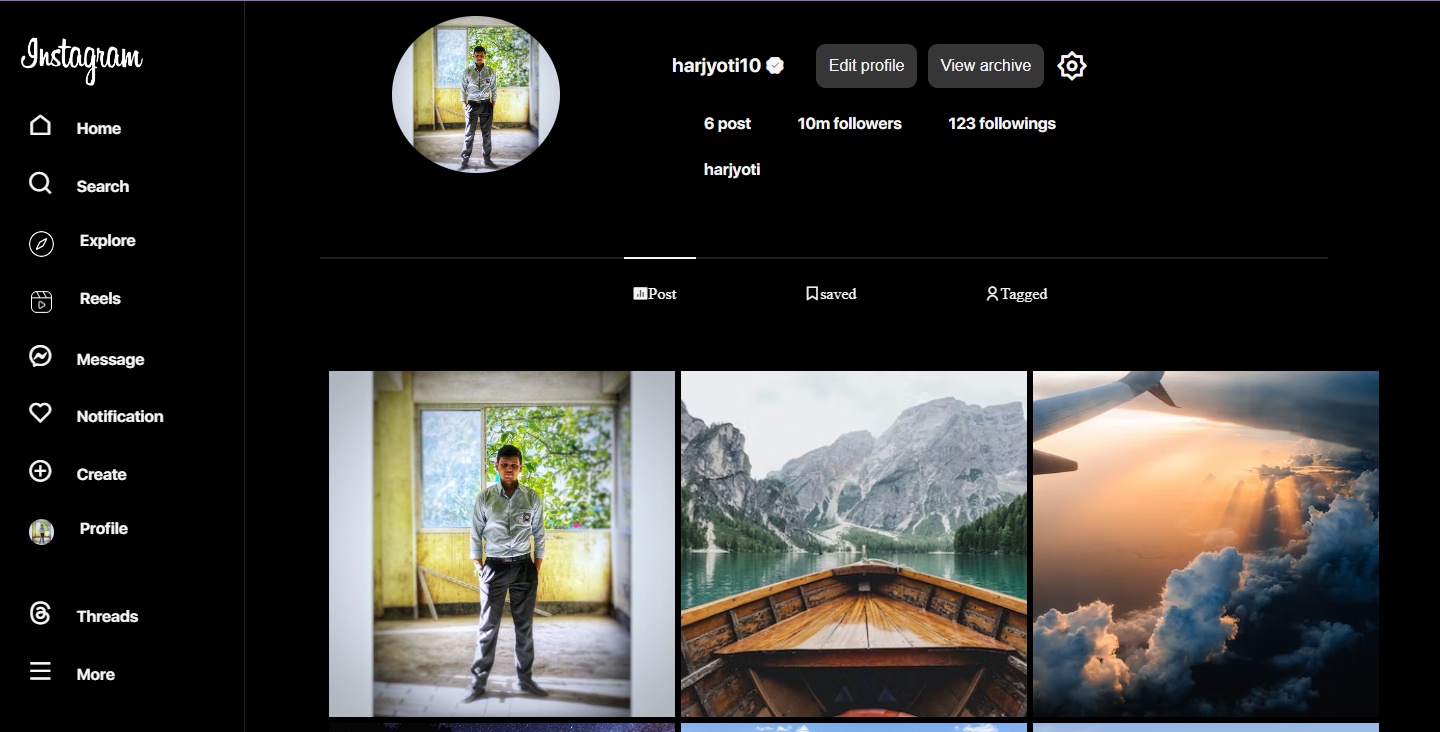 Instagram
Home
Search
Explore
Reels
Message
Notification
Create
Profile
Threads
More
harjyoti10 Edit profile View archive
6 post 10m followers 123 followings
harjyoti
Post saved Tagged